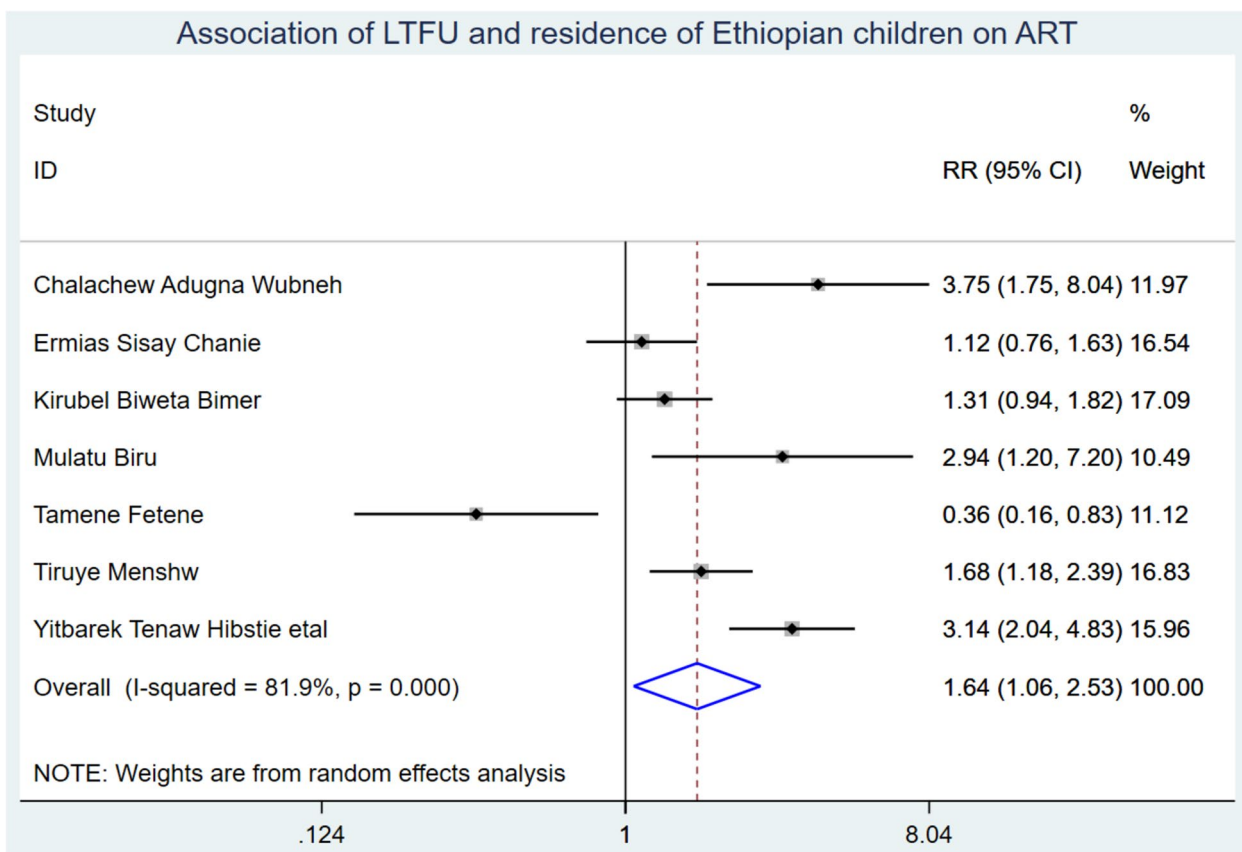 Association of LTFU and residence of Ethiopian children on ART
Study %
ID RR (95% CI) Weight
Chalachew Adugna Wubneh 3.75 (1.75, 8.04) 11.97
Ermias Sisay Chanie 1.12 (0.76, 1.63) 16.54
Kirubel Biweta Bimer 1.31 (0.94, 1.82) 17.09
Mulatu Biru 2.94 (1.20, 7.20) 10.49
Tamene Fetene 0.36 (0.16, 0.83) 11.12
Tiruye Menshw 1.68 (1.18, 2.39) 16.83
Yitbarek Tenaw Hibstie etal 3.14 (2.04, 4.83) 15.96
Overall (I-squared = 81.9%, p = 0.000) 1.64 (1.06, 2.53) 100.00
NOTE: Weights are from random effects analysis
.124 1 8.04